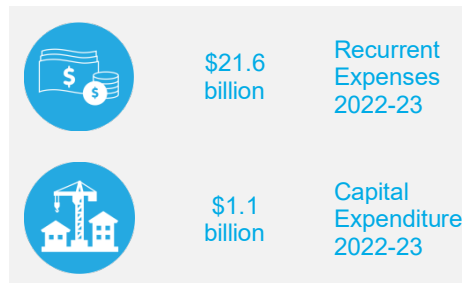 $21.6
billion
Recurrent
Expenses
2022-23
$1.1
billion
Capital
Expenditure
2022-23